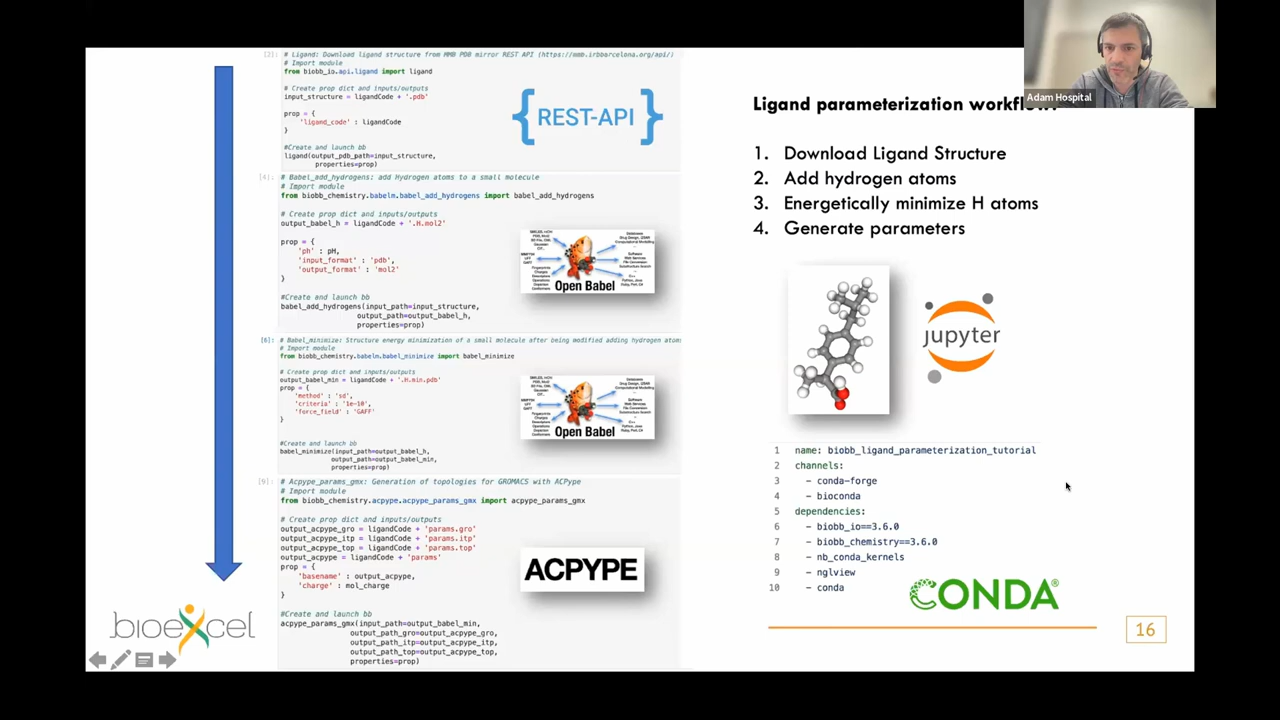 [2]: # Ligand: Download ligand structure from MMB PDB mirror REST API (https://mmb.irbbarcelona.org/api/)
# Import module
from biobb_io.api.ligand import ligand
# Create prop dict and inputs/outputs
input_structure = ligandCode + '.pdb'
prop = {
'ligand_code' : ligandCode
}
#Create and launch bb
ligand(output_pdb_path=input_structure,
properties=prop)
{REST-API}
[4]: # Babel_add_hydrogens: add Hydrogen atoms to a small molecule
# Import module
from biobb_chemistry.babelm.babel_add_hydrogens import babel_add_hydrogens
# Create prop dict and inputs/outputs
output_babel_h = ligandCode + '.H.mol2'
prop = {
'ph' : pH,
'input_format' : 'pdb',
'output_format' : 'mol2'
}
#Create and launch bb
babel_add_hydrogens(input_path=input_structure,
output_path=output_babel_h,
properties=prop)
Open Babel
[6]: # Babel_minimize: Structure energy minimization of a small molecule after being modified adding hydrogen atoms
# Import module
from biobb_chemistry.babelm.babel_minimize import babel_minimize
# Create prop dict and inputs/outputs
output_babel_min = ligandCode + '.H.min.pdb'
prop = {
'method' : 'sd',
'criteria' : '1e-10',
'force_field' : 'GAFF'
}
#Create and launch bb
babel_minimize(input_path=output_babel_h,
output_path=output_babel_min,
properties=prop)
Open Babel
[9]: # Acpype_params_gmx: Generation of topologies for GROMACS with ACPype
# Import module
from biobb_chemistry.acpype.acpype_params_gmx import acpype_params_gmx
# Create prop dict and inputs/outputs
output_acpype_gro = ligandCode + 'params.gro'
output_acpype_itp = ligandCode + 'params.itp'
output_acpype_top = ligandCode + 'params.top'
output_acpype = ligandCode + 'params'
prop = {
'basename' : output_acpype,
'charge' : mol_charge
}
#Create and launch bb
acpype_params_gmx(input_path=output_babel_min,
output_path_gro=output_acpype_gro,
output_path_itp=output_acpype_itp,
output_path_top=output_acpype_top,
properties=prop)
ACPYPE
bioexcel
Adam Hospital
Ligand parameterization
1. Download Ligand Structure
2. Add hydrogen atoms
3. Energetically minimize H atoms
4. Generate parameters
jupyter
1 name: biobb_ligand_parameterization_tutorial
2 channels:
3 - conda-forge
4 - bioconda
5 dependencies:
6 - biobb_io==3.6.0
7 - biobb_chemistry==3.6.0
8 - nb_conda_kernels
9 - nglview
10 - conda
CONDA®
16